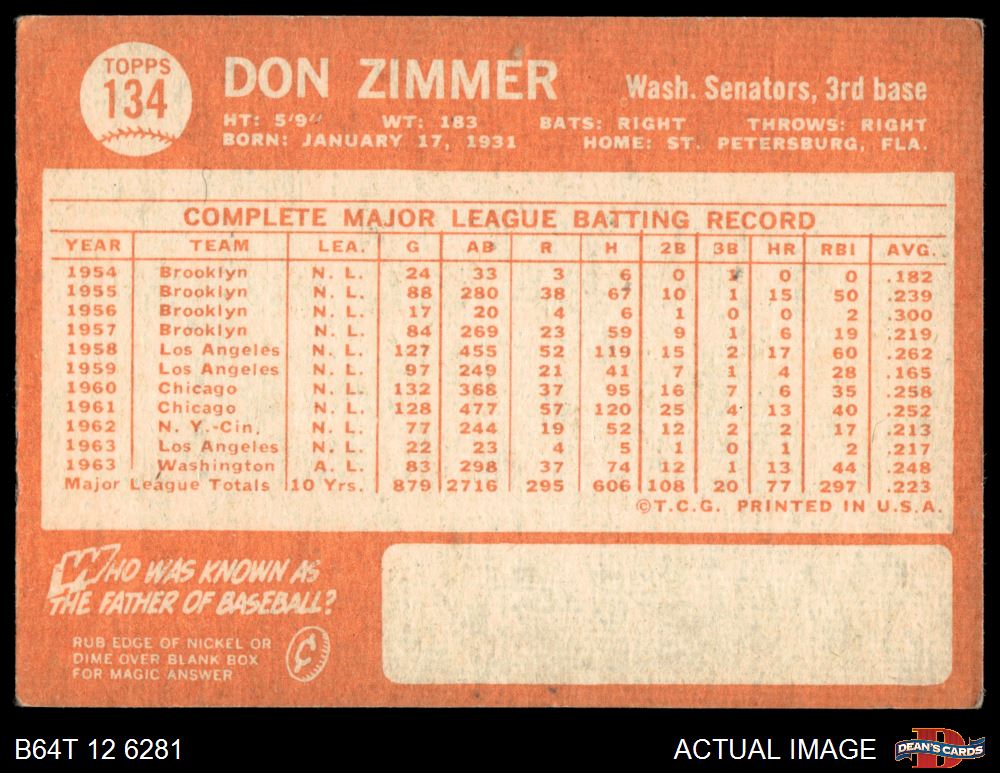 TOPPS
134
DON ZIMMER
Wash. Senators, 3rd base
HT: 5'9" WT: 183 BATS: RIGHT THROWS: RIGHT
BORN: JANUARY 17, 1931 HOME: ST. PETERSBURG, FLA.
COMPLETE MAJOR LEAGUE BATTING RECORD
YEAR TEAM LEA. G AB R H 2B 3B HR RBI AVG.
1954 Brooklyn N. L. 24 33 3 6 0 1 0 0 .182
1955 Brooklyn N. L. 88 280 38 67 10 1 15 50 .239
1956 Brooklyn N. L. 17 20 4 6 1 0 0 2 .300
1957 Brooklyn N. L. 84 269 23 59 9 1 6 19 .219
1958 Los Angeles N. L. 127 455 52 119 15 2 17 60 .262
1959 Los Angeles N. L. 97 249 21 41 7 1 4 28 .165
1960 Chicago N. L. 132 368 37 95 16 7 6 35 .258
1961 Chicago N. L. 128 477 57 120 25 4 13 40 .252
1962 N. Y.-Cin. N. L. 77 244 19 52 12 2 2 17 .213
1963 Los Angeles N. L. 22 23 4 5 1 0 1 2 .217
1963 Washington A. L. 83 298 37 74 12 1 13 44 .248
Major League Totals 10 Yrs. 879 2716 295 606 108 20 77 297 .223
©T.C.G. PRINTED IN U.S.A.
WHO WAS KNOWN AS
THE FATHER OF BASEBALL?
RUB EDGE OF NICKEL OR
DIME OVER BLANK BOX
FOR MAGIC ANSWER
B64T 12 6281
ACTUAL IMAGE
D
DEAN'S CARDS